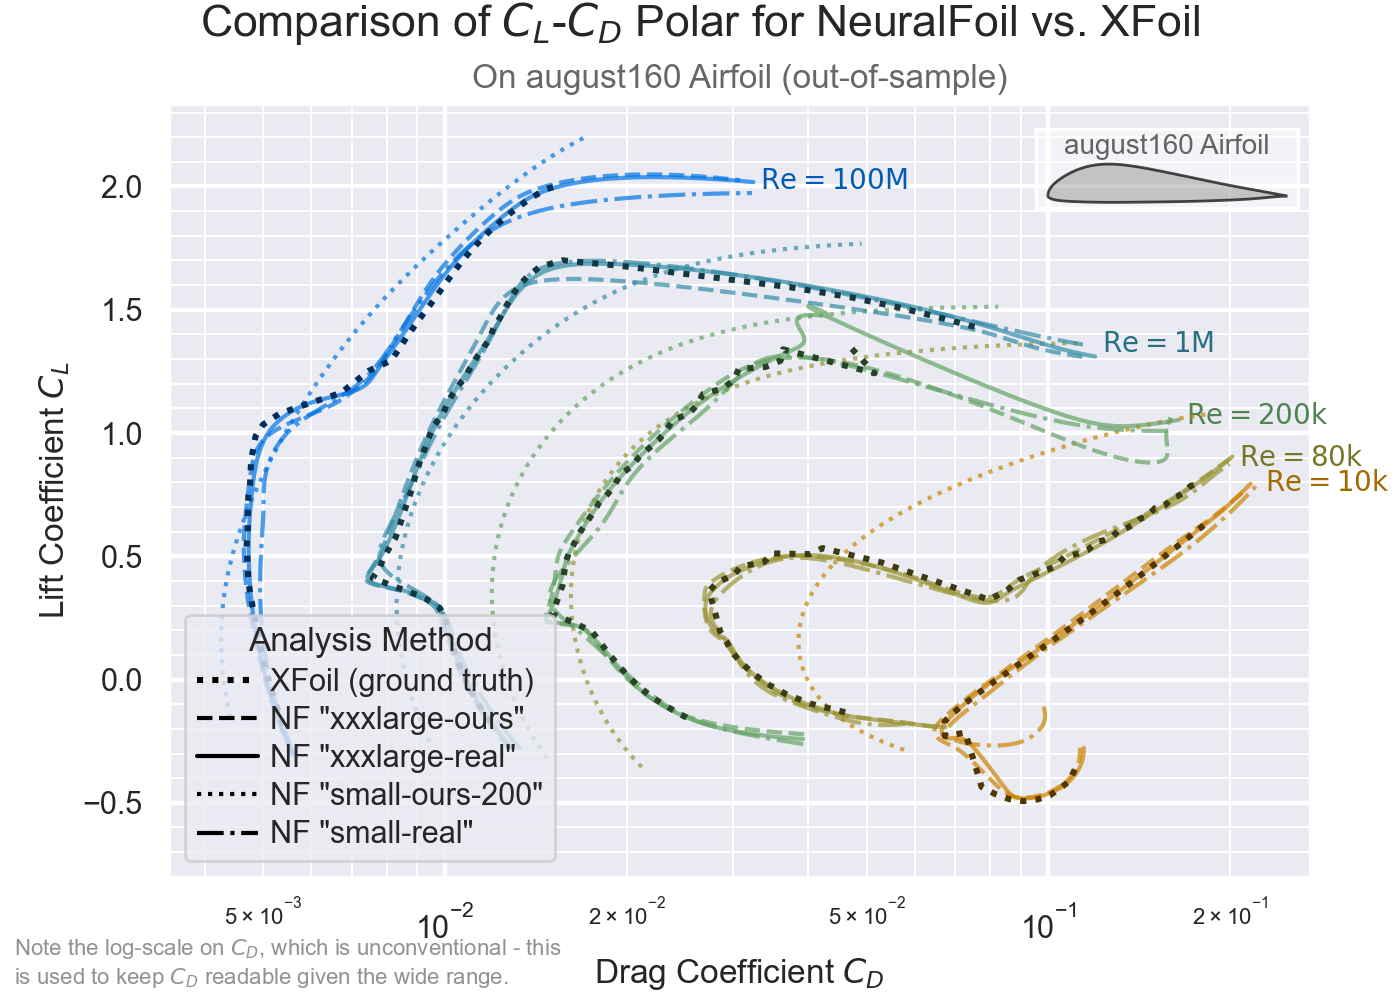 Comparison of C_L-C_D Polar for NeuralFoil vs. XFoil
On august160 Airfoil (out-of-sample)
august160 Airfoil
Re = 100M
Re = 1M
Re = 200k
Re = 80k
Re = 10k
Lift Coefficient C_L
2.0
1.5
1.0
0.5
0.0
−0.5
Analysis Method
XFoil (ground truth)
NF "xxxlarge-ours"
NF "xxxlarge-real"
NF "small-ours-200"
NF "small-real"
5 × 10⁻³
10⁻²
2 × 10⁻²
5 × 10⁻²
10⁻¹
2 × 10⁻¹
Drag Coefficient C_D
Note the log-scale on C_D, which is unconventional - this
is used to keep C_D readable given the wide range.